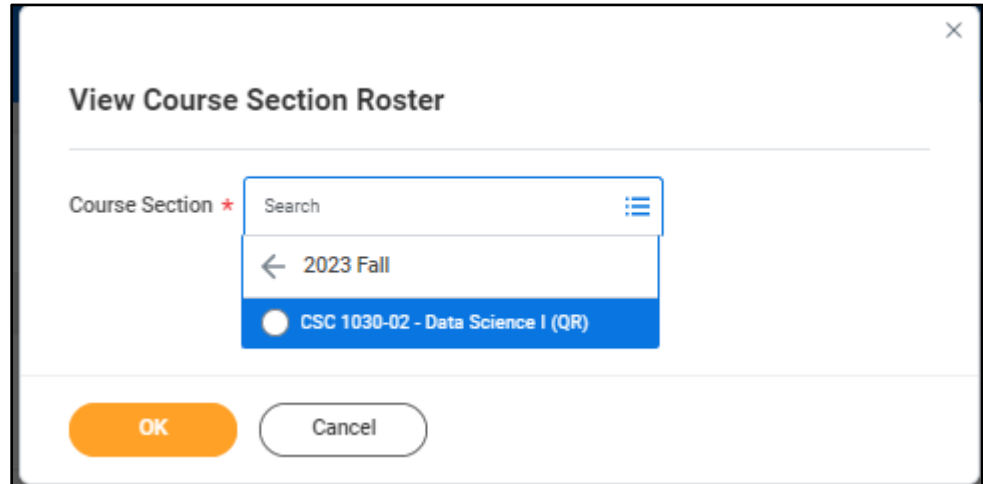 View Course Section Roster
Course Section * Search
2023 Fall
CSC 1030-02 - Data Science I (QR)
OK Cancel